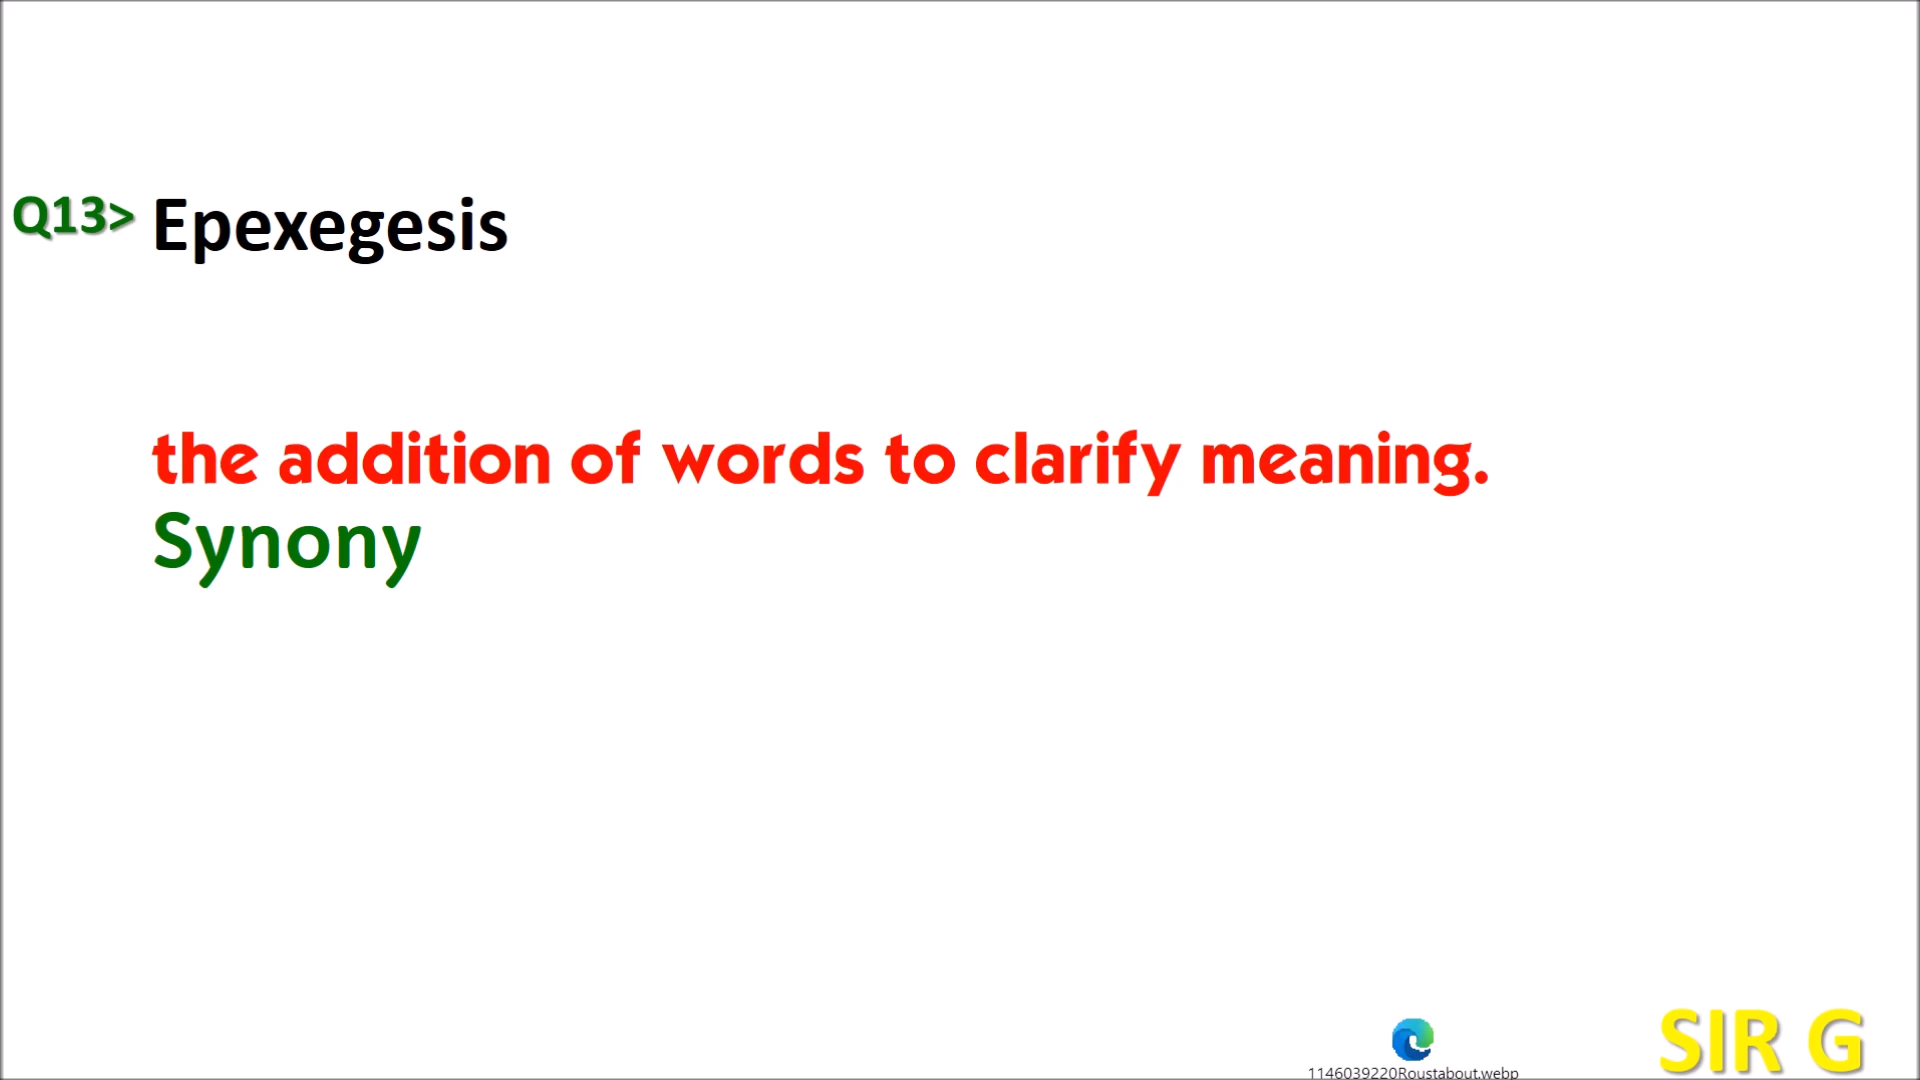 Q13> Epexegesis
the addition of words to clarify meaning.
Synony
1146039220Roustabout.webp
SIR G